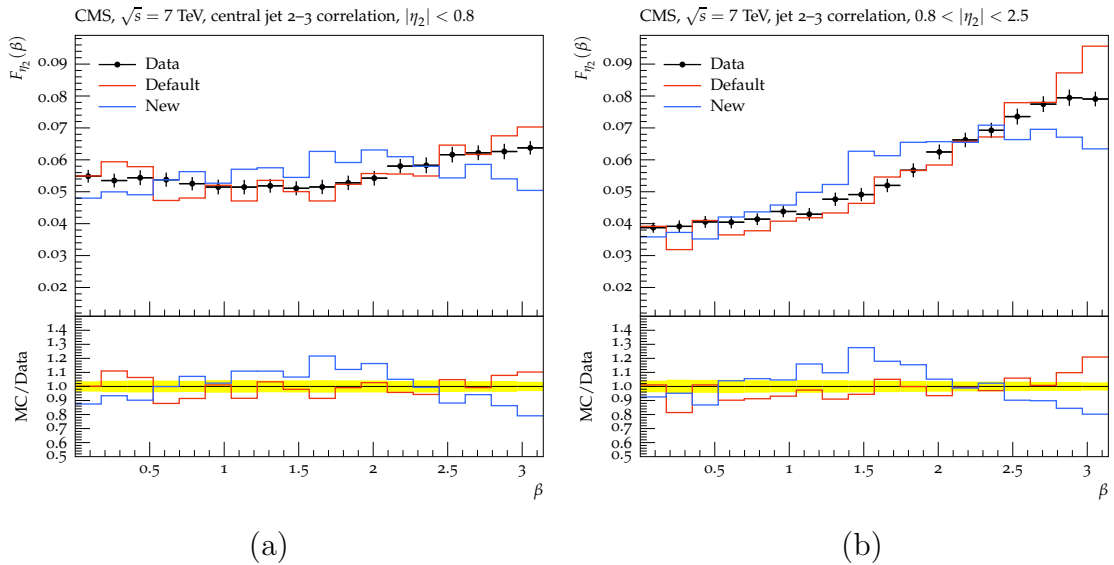 CMS, √s = 7 TeV, central jet 2–3 correlation, |η₂| < 0.8
F_η₂(β)
0.09
0.08
0.07
0.06
0.05
0.04
0.03
0.02
Data
Default
New
MC/Data
1.4
1.3
1.2
1.1
1.0
0.9
0.8
0.7
0.6
0.5
0.5 1 1.5 2 2.5 3
β
(a)
CMS, √s = 7 TeV, jet 2–3 correlation, 0.8 < |η₂| < 2.5
F_η₂(β)
0.09
0.08
0.07
0.06
0.05
0.04
0.03
0.02
Data
Default
New
MC/Data
1.4
1.3
1.2
1.1
1.0
0.9
0.8
0.7
0.6
0.5
0.5 1 1.5 2 2.5 3
β
(b)